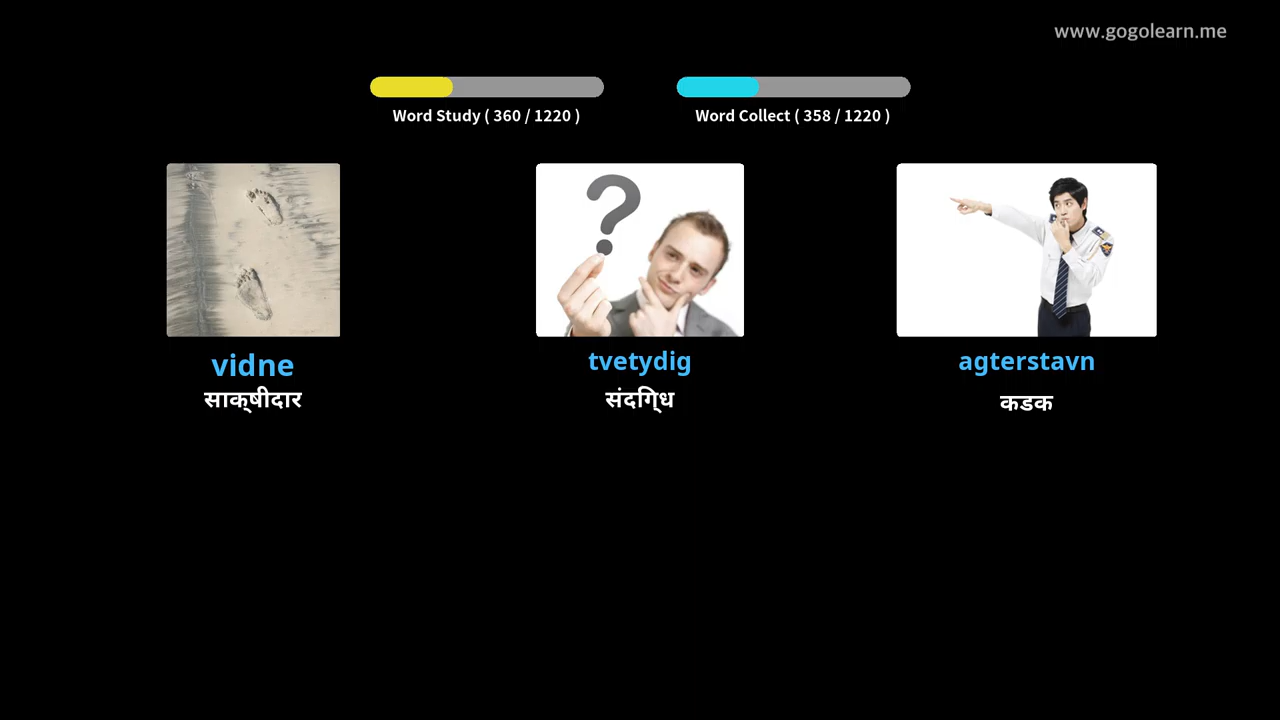 www.gogolearn.me
Word Study ( 360 / 1220 )
Word Collect ( 358 / 1220 )
vidne
साक्षीदार
tvetydig
संदिग्ध
agterstavn
कडक